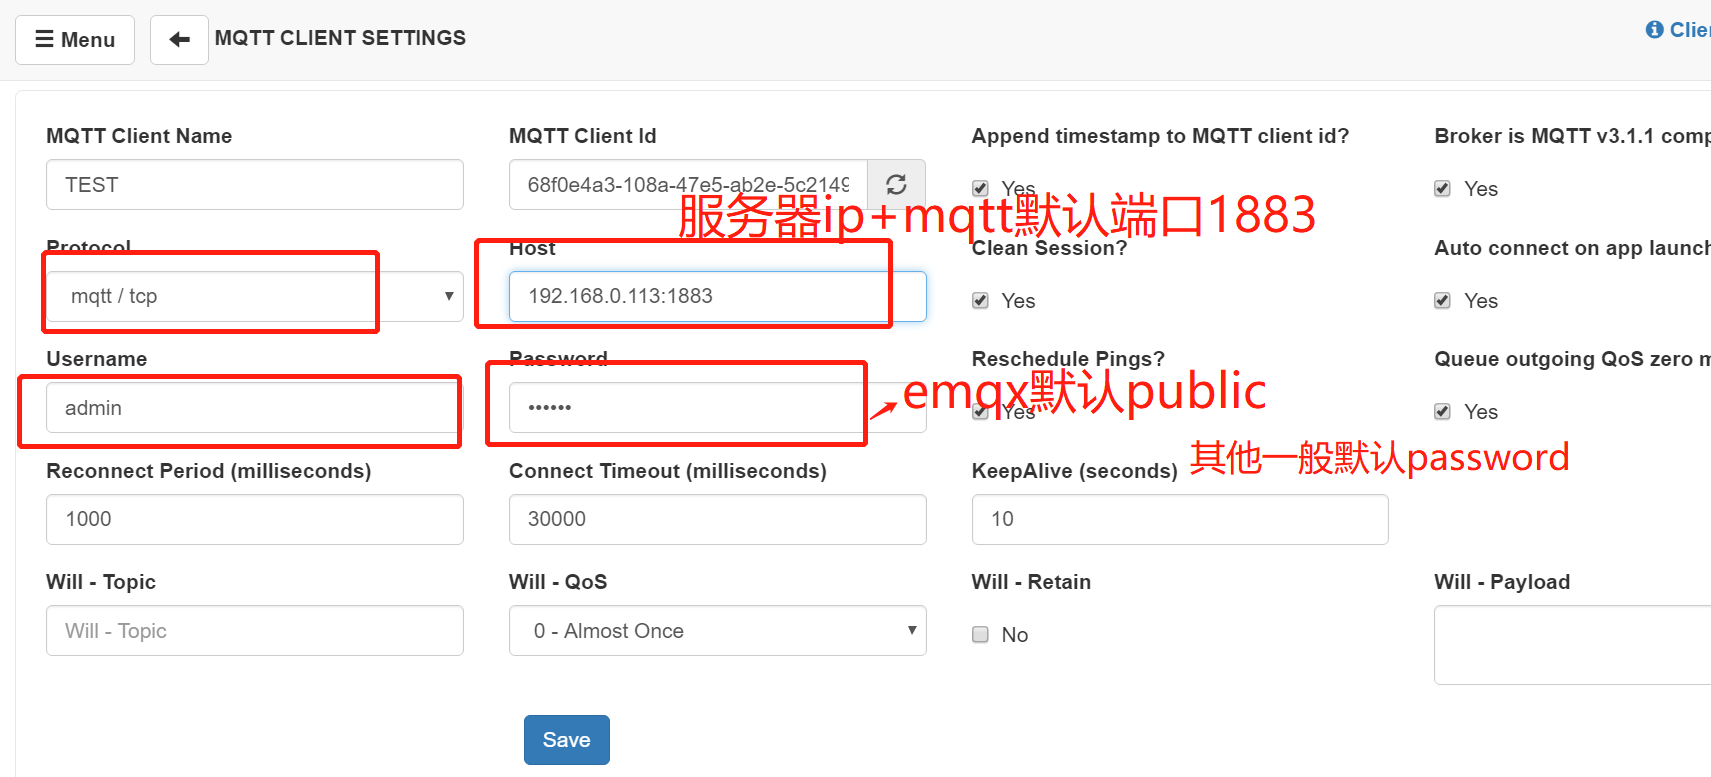 Menu
MQTT CLIENT SETTINGS
MQTT Client Name
MQTT Client Id
Append timestamp to MQTT client id?
Broker is MQTT v3.1.1 comp
TEST
68f0e4a3-108a-47e5-ab2e-5c2149
Yes
Yes
服务器ip+mqtt默认端口1883
Protocol
Host
Clean Session?
Auto connect on app launch
mqtt / tcp
192.168.0.113:1883
Yes
Yes
Username
Password
Reschedule Pings?
Queue outgoing QoS zero m
emqx默认public
admin
••••••
Yes
Yes
其他一般默认password
Reconnect Period (milliseconds)
Connect Timeout (milliseconds)
KeepAlive (seconds)
1000
30000
10
Will - Topic
Will - QoS
Will - Retain
Will - Payload
Will - Topic
0 - Almost Once
No
Save